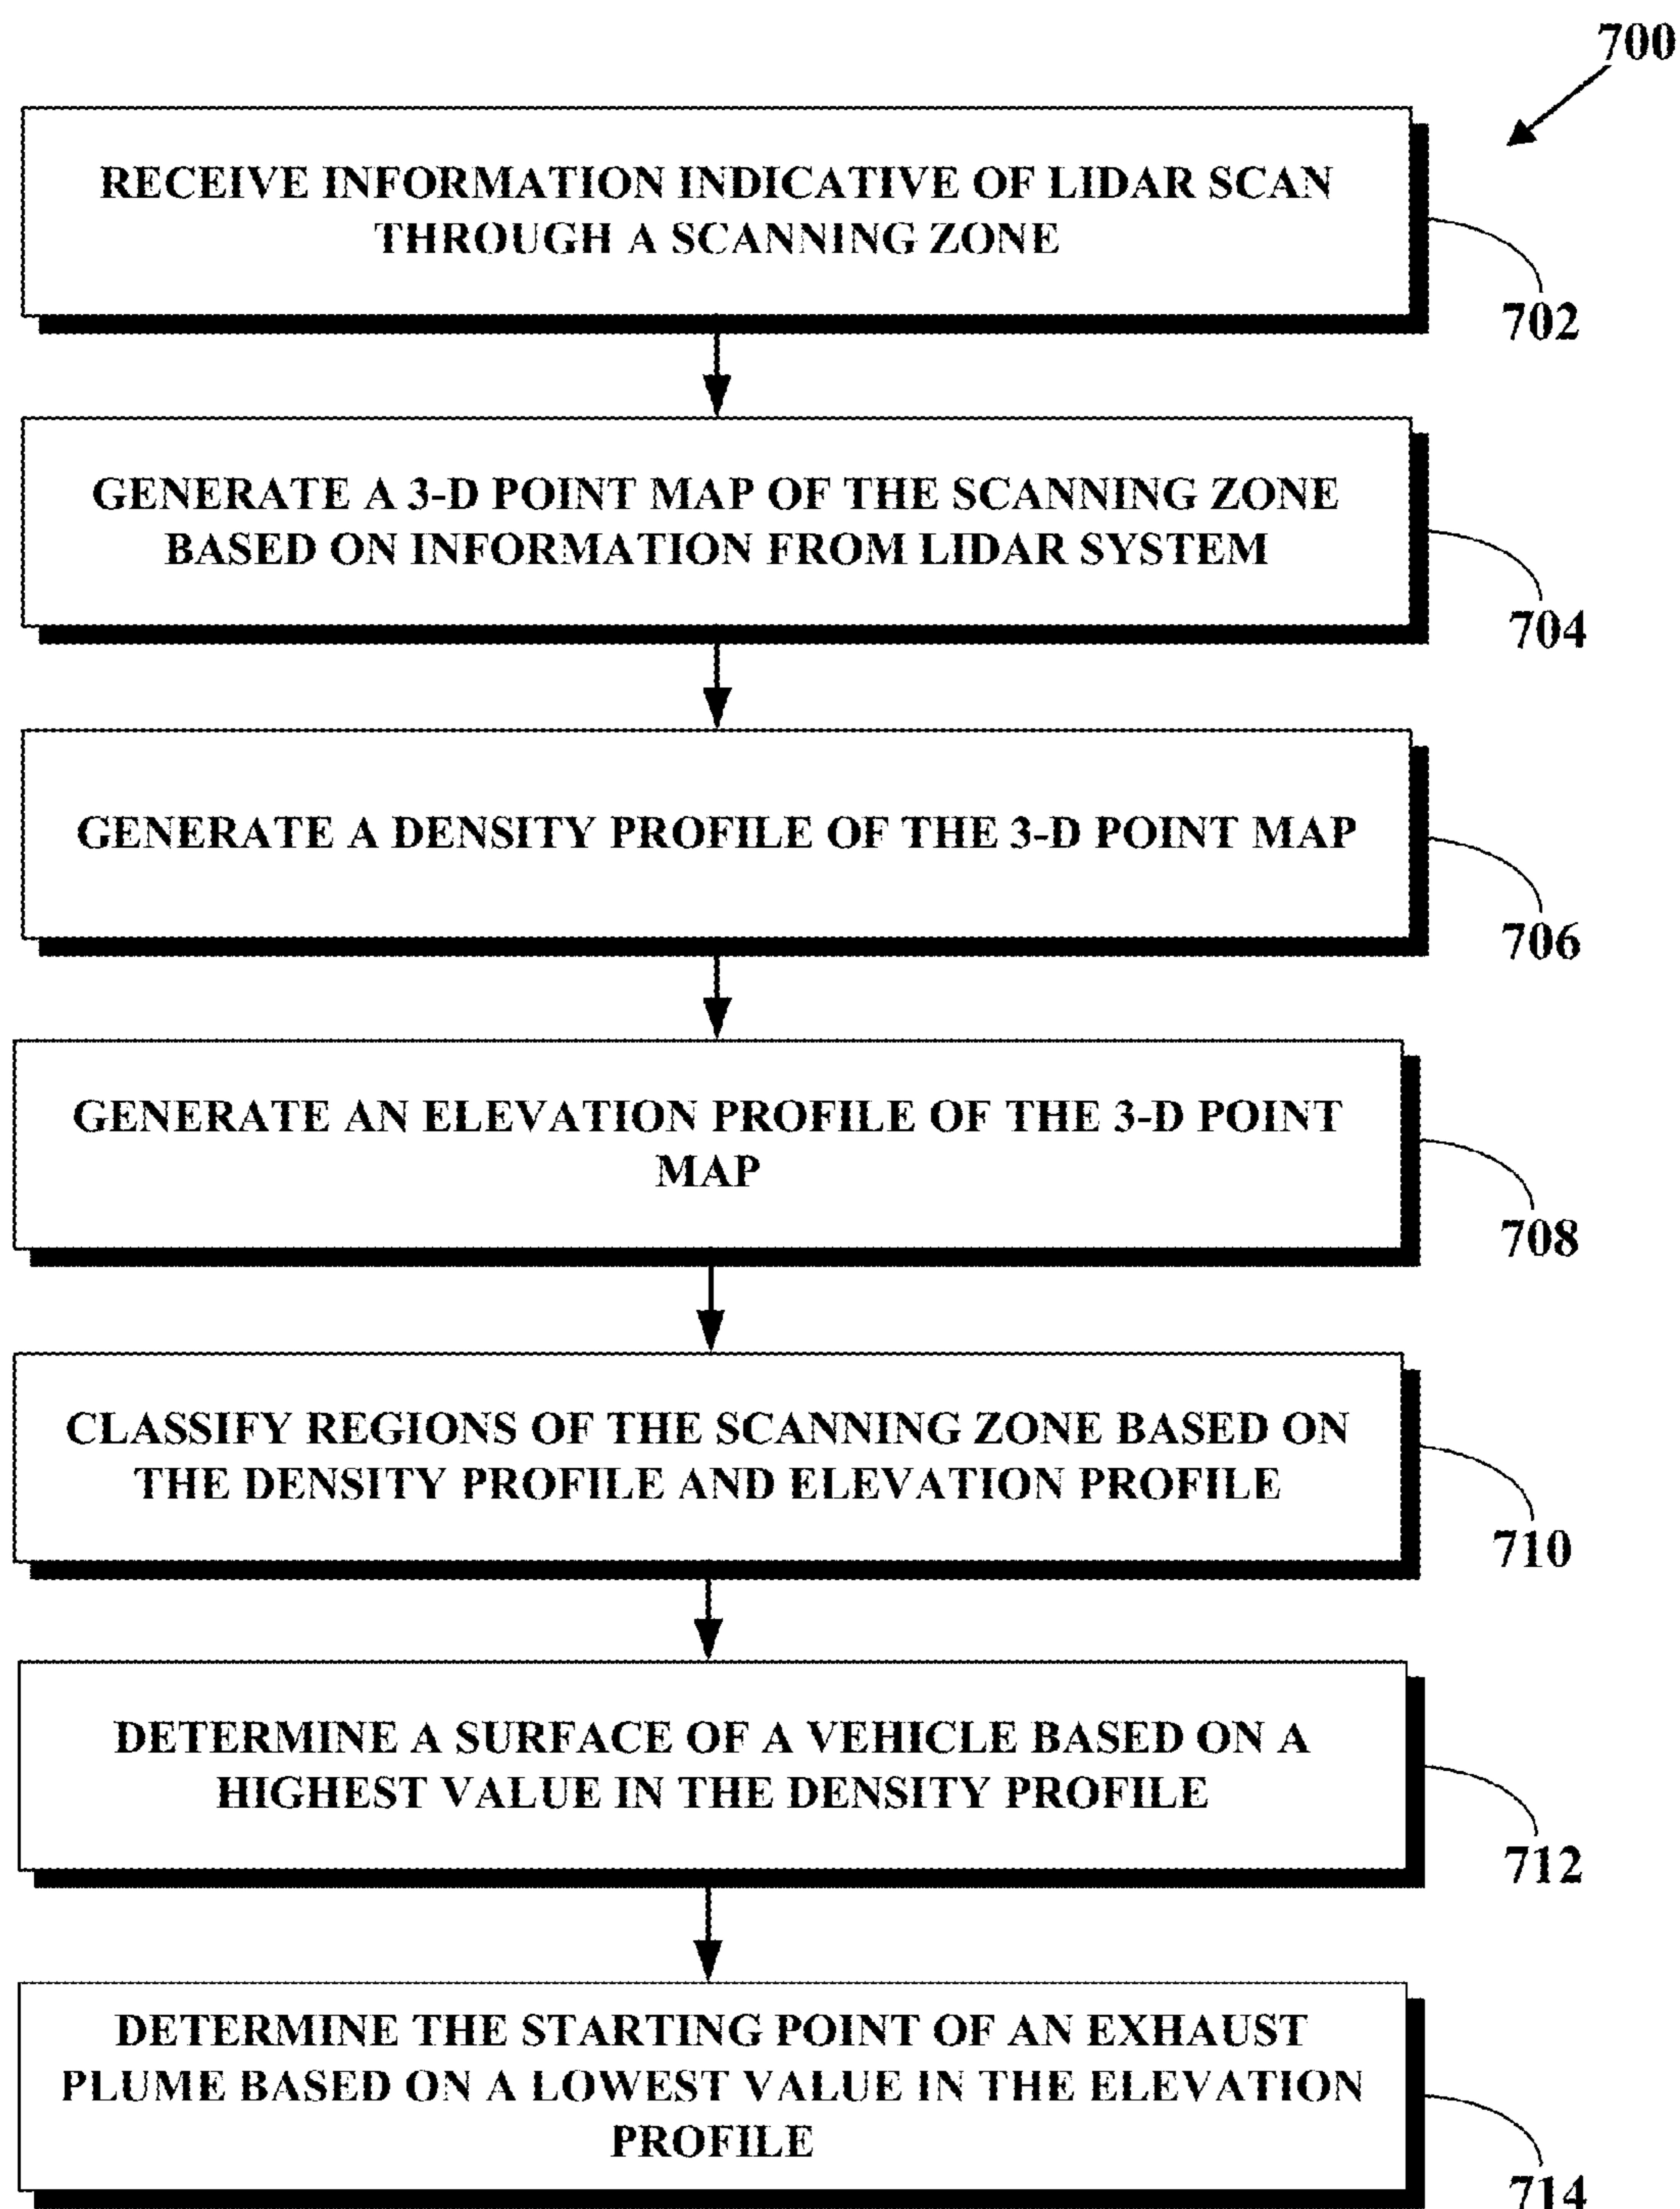 700
RECEIVE INFORMATION INDICATIVE OF LIDAR SCAN
THROUGH A SCANNING ZONE
702
GENERATE A 3-D POINT MAP OF THE SCANNING ZONE
BASED ON INFORMATION FROM LIDAR SYSTEM
704
GENERATE A DENSITY PROFILE OF THE 3-D POINT MAP
706
GENERATE AN ELEVATION PROFILE OF THE 3-D POINT
MAP
708
CLASSIFY REGIONS OF THE SCANNING ZONE BASED ON
THE DENSITY PROFILE AND ELEVATION PROFILE
710
DETERMINE A SURFACE OF A VEHICLE BASED ON A
HIGHEST VALUE IN THE DENSITY PROFILE
712
DETERMINE THE STARTING POINT OF AN EXHAUST
PLUME BASED ON A LOWEST VALUE IN THE ELEVATION
PROFILE
714